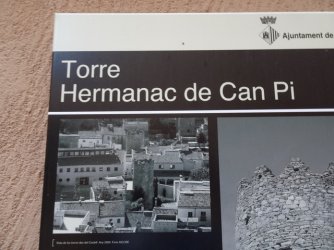 Ajuntament de
Torre
Hermanac de Can Pi